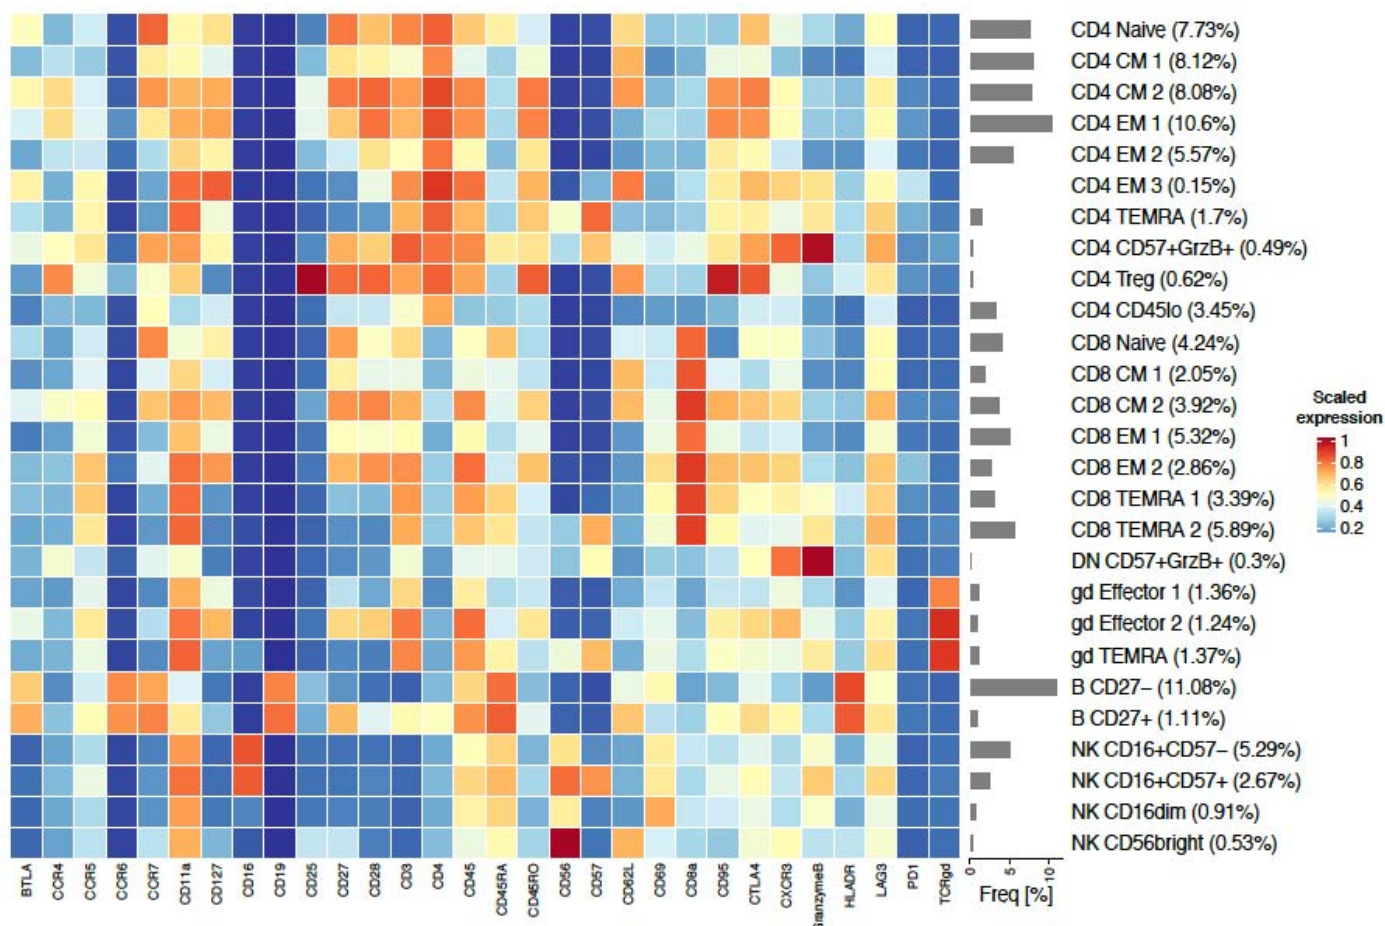 CD4 Naive (7.73%)
CD4 CM 1 (8.12%)
CD4 CM 2 (8.08%)
CD4 EM 1 (10.6%)
CD4 EM 2 (5.57%)
CD4 EM 3 (0.15%)
CD4 TEMRA (1.7%)
CD4 CD57+GrzB+ (0.49%)
CD4 Treg (0.62%)
CD4 CD45lo (3.45%)
CD8 Naive (4.24%)
CD8 CM 1 (2.05%)
CD8 CM 2 (3.92%)
CD8 EM 1 (5.32%)
CD8 EM 2 (2.86%)
CD8 TEMRA 1 (3.39%)
CD8 TEMRA 2 (5.89%)
DN CD57+GrzB+ (0.3%)
gd Effector 1 (1.36%)
gd Effector 2 (1.24%)
gd TEMRA (1.37%)
B CD27− (11.08%)
B CD27+ (1.11%)
NK CD16+CD57− (5.29%)
NK CD16+CD57+ (2.67%)
NK CD16dim (0.91%)
NK CD56bright (0.53%)
Scaled
expression
1
0.8
0.6
0.4
0.2
BTLA
CCR4
CCR5
CCR6
CCR7
CD11a
CD127
CD16
CD19
CD25
CD27
CD28
CD3
CD4
CD45
CD45RA
CD45RO
CD56
CD57
CD62L
CD69
CD8a
CD95
CTLA4
CXCR3
ranzymeB
HLADR
LAG3
PD1
TCRgd
0 5 10
Freq [%]